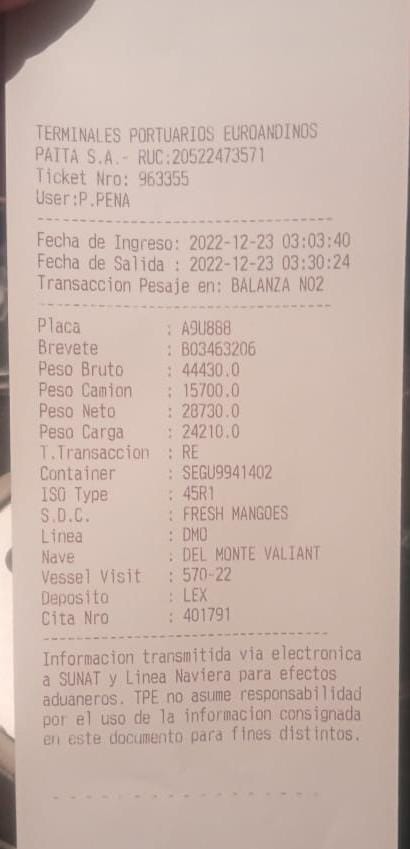 TERMINALES PORTUARIOS EUROANDINOS
PAITA S.A.- RUC:20522473571
Ticket Nro: 963355
User:P.PENA
--------------------------------
Fecha de Ingreso: 2022-12-23 03:03:40
Fecha de Salida : 2022-12-23 03:30:24
Transaccion Pesaje en: BALANZA NO2
--------------------------------
Placa : A9U888
Brevete : B03463206
Peso Bruto : 44430.0
Peso Camion : 15700.0
Peso Neto : 28730.0
Peso Carga : 24210.0
T.Transaccion : RE
Container : SEGU9941402
ISO Type : 45R1
S.D.C. : FRESH MANGOES
Linea : DMO
Nave : DEL MONTE VALIANT
Vessel Visit : 570-22
Deposito : LEX
Cita Nro : 401791
--------------------------------
Informacion transmitida via electronica
a SUNAT y Linea Naviera para efectos
aduaneros. TPE no asume responsabilidad
por el uso de la informacion consignada
en este documento para fines distintos.
- - - - - - - - - - - - - - - -